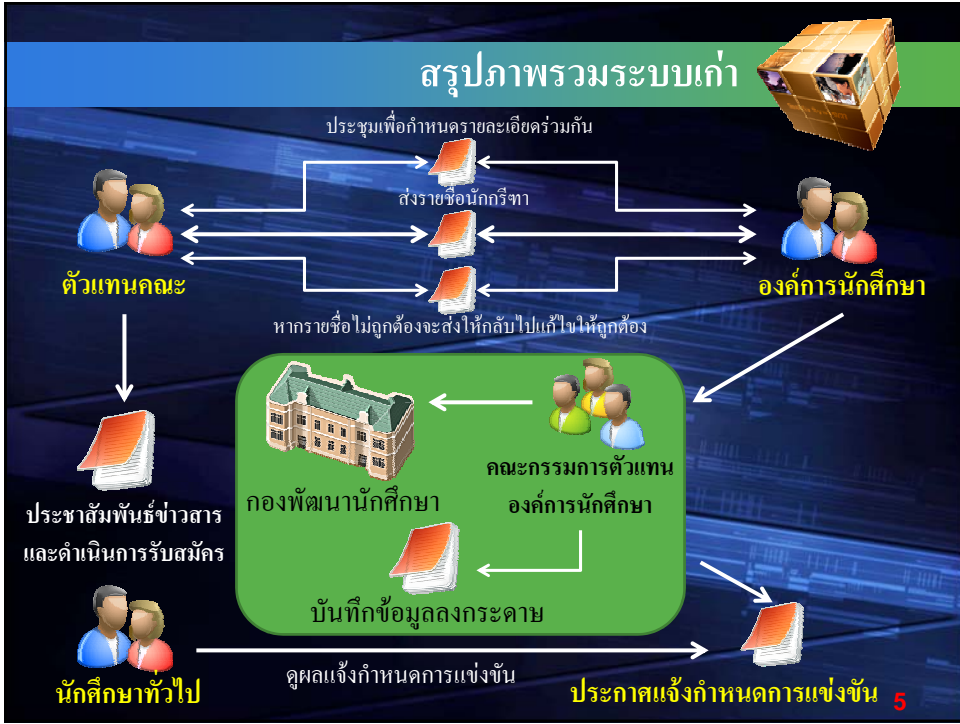 สรุปภาพรวมระบบเก่า
ประชุมเพื่อกำหนดรายละเอียดร่วมกัน
ส่งรายชื่อนักกรีฑา
ตัวแทนคณะ
องค์การนักศึกษา
หากรายชื่อไม่ถูกต้องจะส่งให้กลับไปแก้ไขให้ถูกต้อง
คณะกรรมการตัวแทน
องค์การนักศึกษา
กองพัฒนานักศึกษา
ประชาสัมพันธ์ข่าวสาร
และดำเนินการรับสมัคร
บันทึกข้อมูลลงกระดาษ
ดูผลแจ้งกำหนดการแข่งขัน
นักศึกษาทั่วไป
ประกาศแจ้งกำหนดการแข่งขัน
5